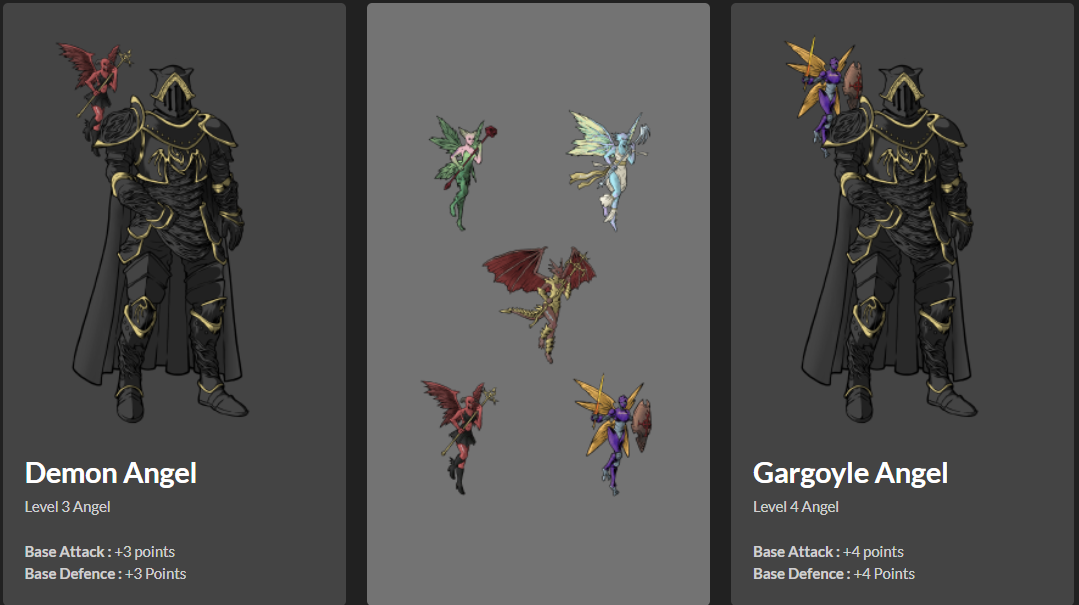 Demon Angel
Level 3 Angel
Base Attack : +3 points
Base Defence : +3 Points
Gargoyle Angel
Level 4 Angel
Base Attack : +4 points
Base Defence : +4 Points